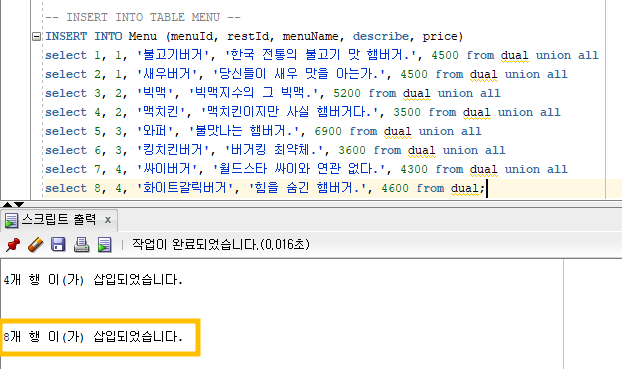 -- INSERT INTO TABLE MENU --
INSERT INTO Menu (menuId, restId, menuName, describe, price)
select 1, 1, '불고기버거', '한국 전통의 불고기 맛 햄버거.', 4500 from dual union all
select 2, 1, '새우버거', '당신들이 새우 맛을 아는가.', 4500 from dual union all
select 3, 2, '빅맥', '빅맥지수의 그 빅맥.', 5200 from dual union all
select 4, 2, '맥치킨', '맥치킨이지만 사실 햄버거다.', 3500 from dual union all
select 5, 3, '와퍼', '불맛나는 햄버거.', 6900 from dual union all
select 6, 3, '킹치킨버거', '버거킹 최약체.', 3600 from dual union all
select 7, 4, '싸이버거', '월드스타 싸이와 연관 없다.', 4300 from dual union all
select 8, 4, '화이트갈릭버거', '힘을 숨긴 햄버거.', 4600 from dual;
스크립트 출력 x
작업이 완료되었습니다.(0,016초)
4개 행 이(가) 삽입되었습니다.
8개 행 이(가) 삽입되었습니다.